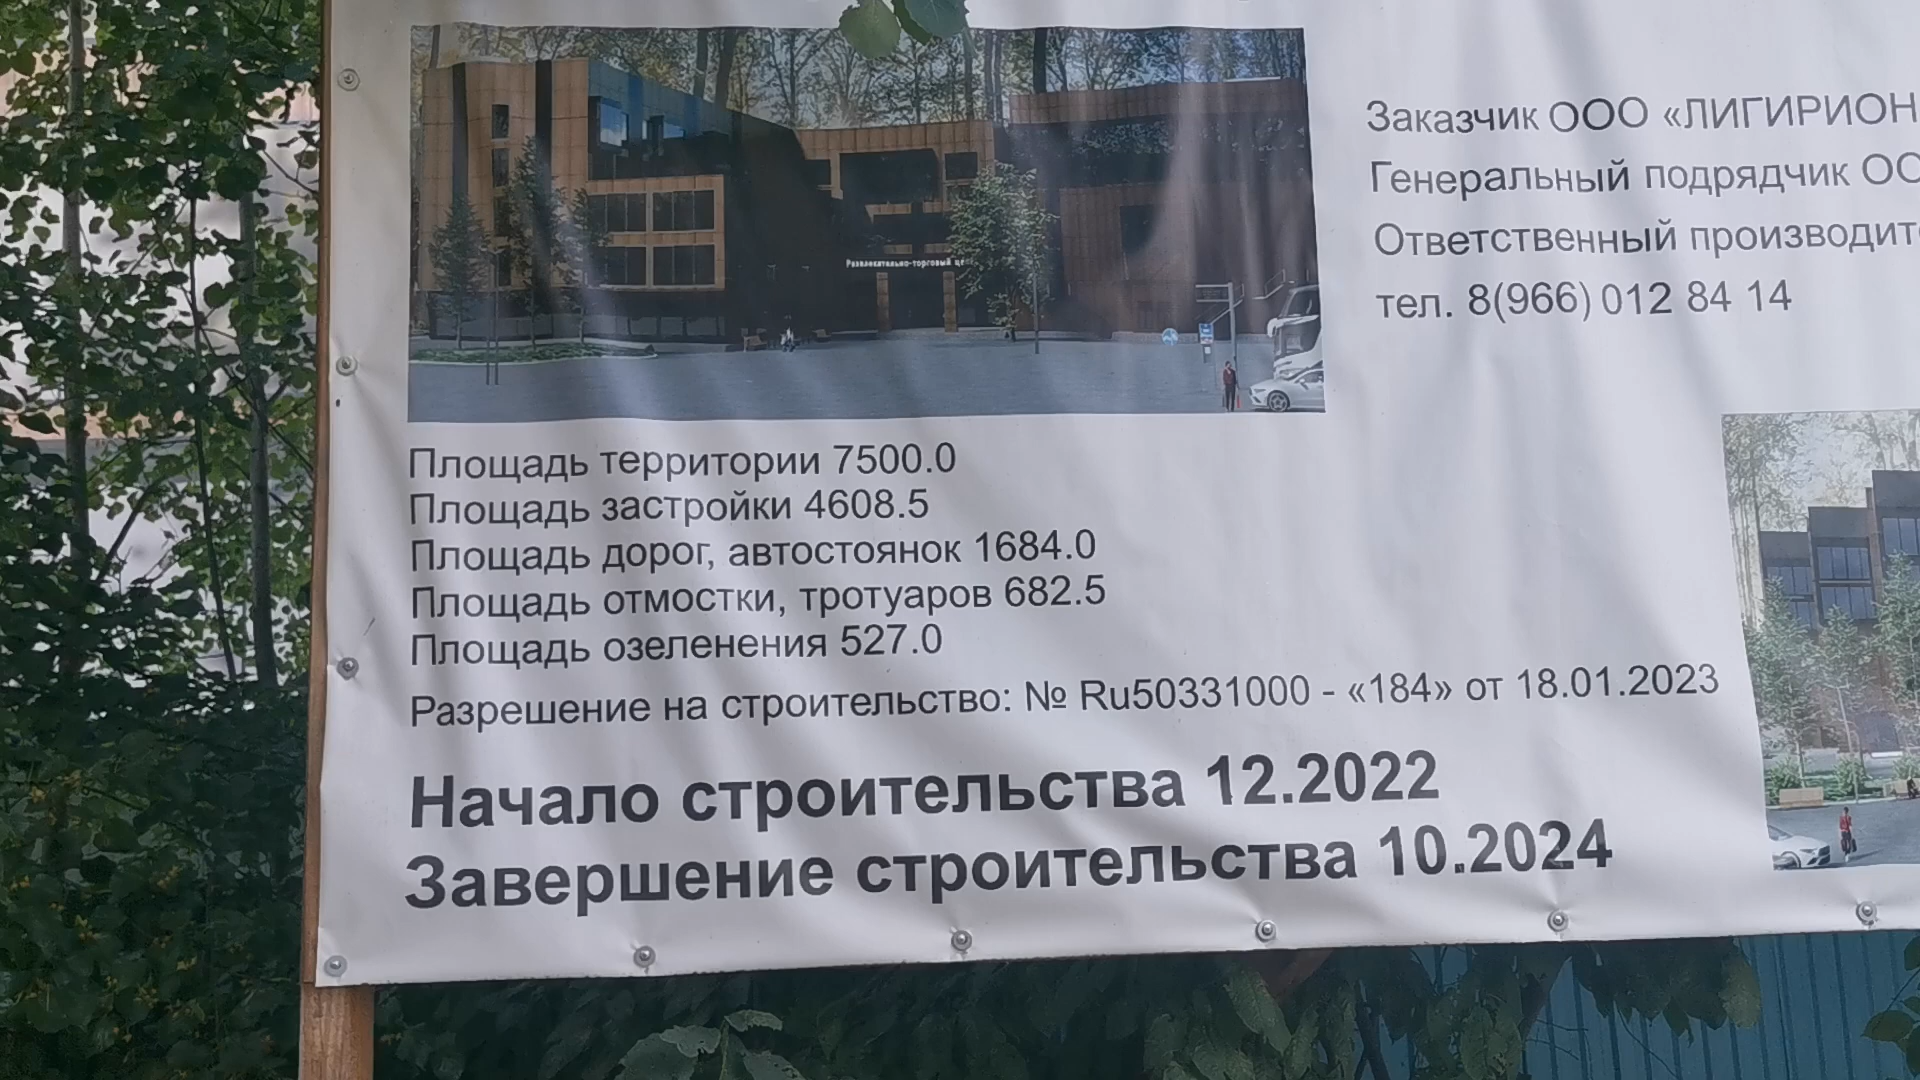 Развлекательно-торговый
Заказчик ООО «ЛИГИРИОН
Генеральный подрядчик
Ответственный
тел. 8(966) 012 84 14
Площадь территории 7500.0
Площадь застройки 4608.5
Площадь дорог, автостоянок 1684.0
Площадь отмостки, тротуаров 682.5
Площадь озеленения 527.0
Разрешение на строительство: № Ru50331000 - «184» от 18.01.2023
Начало строительства 12.2022
Завершение строительства 10.2024